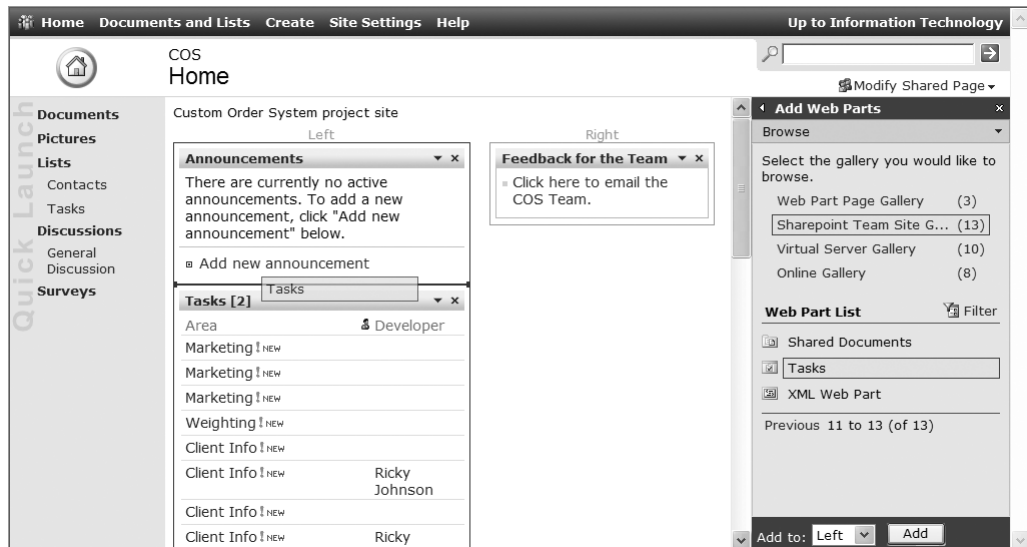 Home Documents and Lists Create Site Settings Help
Up to Information Technology
COS
Home
Modify Shared Page
Quick Launch
Documents
Pictures
Lists
Contacts
Tasks
Discussions
General
Discussion
Surveys
Custom Order System project site
Left
Right
Announcements
There are currently no active
announcements. To add a new
announcement, click "Add new
announcement" below.
Add new announcement
Tasks
Tasks [2]
Area Developer
Marketing ! NEW
Marketing ! NEW
Marketing ! NEW
Weighting ! NEW
Client Info ! NEW
Client Info ! NEW Ricky
Johnson
Client Info ! NEW
Client Info ! NEW Ricky
Feedback for the Team
Click here to email the
COS Team.
Add Web Parts
Browse
Select the gallery you would like to
browse.
Web Part Page Gallery (3)
Sharepoint Team Site G... (13)
Virtual Server Gallery (10)
Online Gallery (8)
Web Part List Filter
Shared Documents
Tasks
XML Web Part
Previous 11 to 13 (of 13)
Add to: Left Add